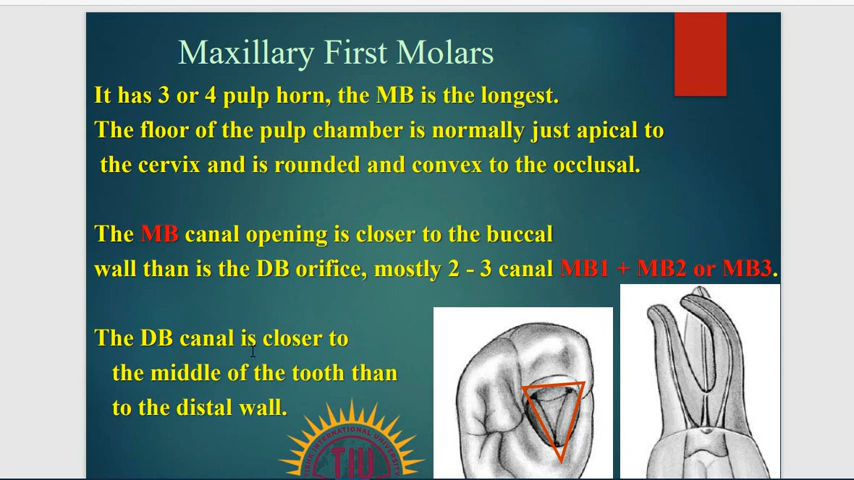 Maxillary First Molars
It has 3 or 4 pulp horn, the MB is the longest.
The floor of the pulp chamber is normally just apical to
the cervix and is rounded and convex to the occlusal.
The MB canal opening is closer to the buccal
wall than is the DB orifice, mostly 2 - 3 canal MB1 + MB2 or MB3.
The DB canal is closer to
the middle of the tooth than
to the distal wall.
INTERNATIONAL UNIVERSITY
TIU